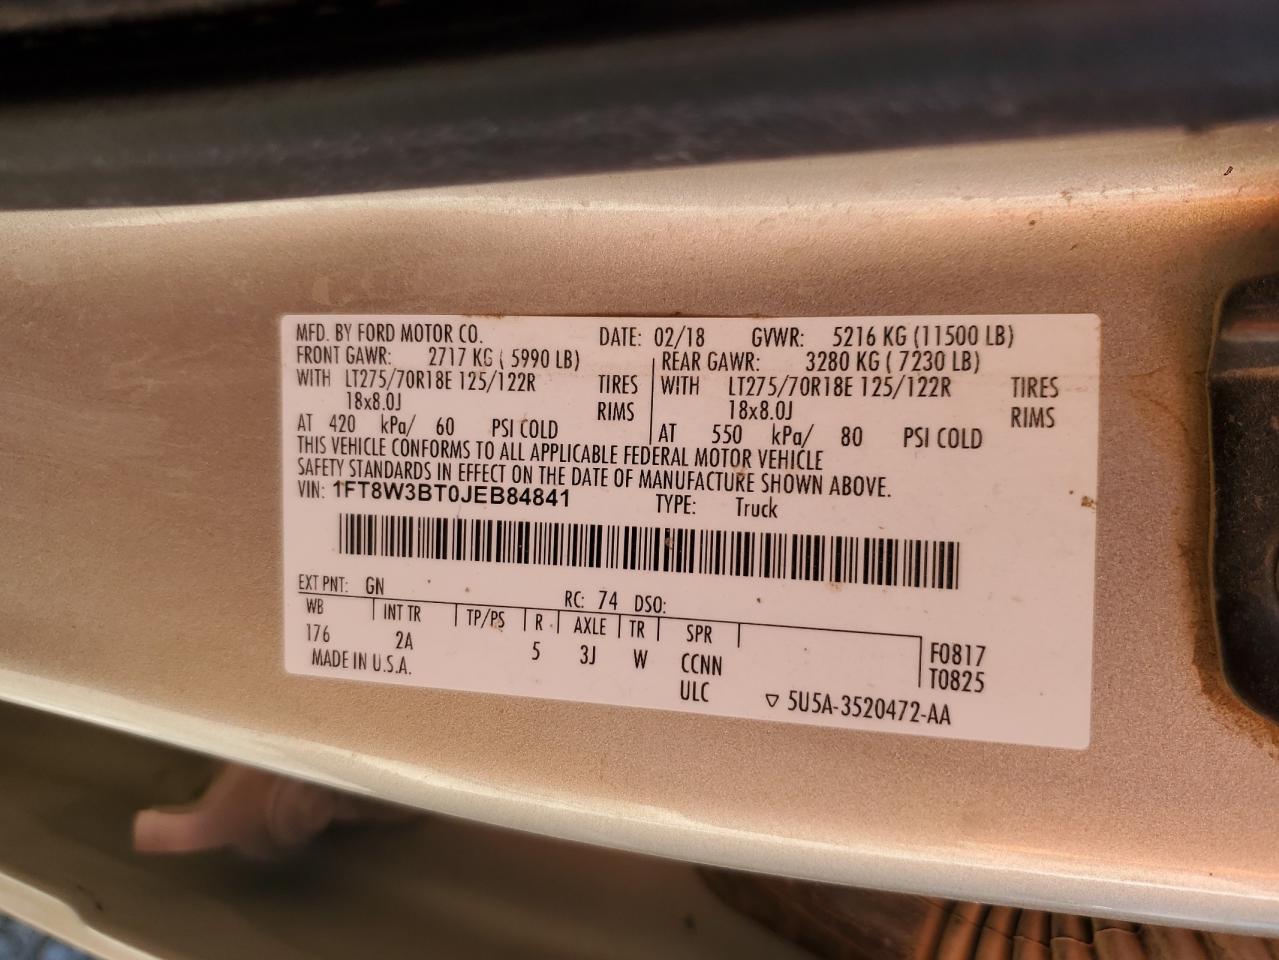 MFD. BY FORD MOTOR CO. DATE: 02/18 GVWR: 5216 KG (11500 LB)
FRONT GAWR: 2717 KG ( 5990 LB) REAR GAWR: 3280 KG ( 7230 LB)
WITH LT275/70R18E 125/122R TIRES WITH LT275/70R18E 125/122R TIRES
18x8.0J RIMS 18x8.0J RIMS
AT 420 kPa/ 60 PSI COLD AT 550 kPa/ 80 PSI COLD
THIS VEHICLE CONFORMS TO ALL APPLICABLE FEDERAL MOTOR VEHICLE
SAFETY STANDARDS IN EFFECT ON THE DATE OF MANUFACTURE SHOWN ABOVE.
VIN: 1FT8W3BT0JEB84841 TYPE: Truck
EXT PNT: GN RC: 74 DSO:
WB INT TR TP/PS R AXLE TR SPR
176 2A 5 3J W CCNN F0817
MADE IN U.S.A. ULC T0825
▽ 5U5A-3520472-AA